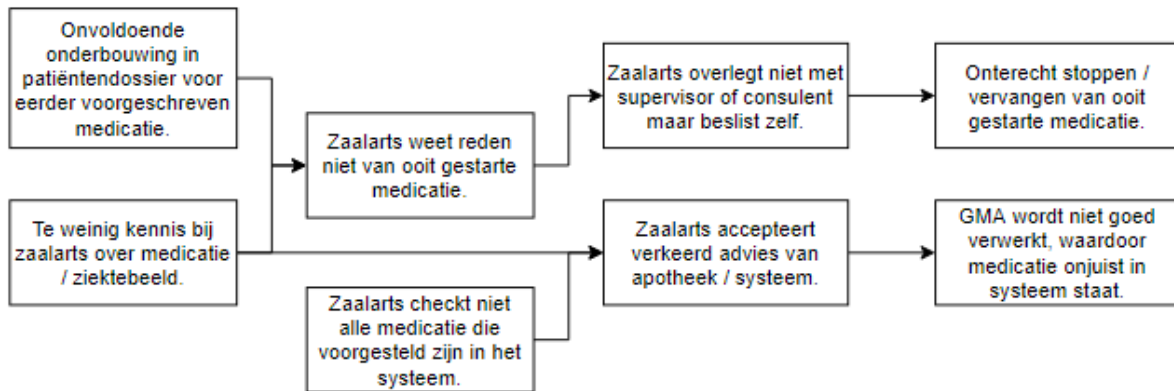 Onvoldoende
onderbouwing in
patiëntendossier voor
eerder voorgeschreven
medicatie.
Te weinig kennis bij
zaalarts over medicatie
/ ziektebeeld.
Zaalarts weet reden
niet van ooit gestarte
medicatie.
Zaalarts checkt niet
alle medicatie die
voorgesteld zijn in het
systeem.
Zaalarts overlegt niet met
supervisor of consulent
maar beslist zelf.
Zaalarts accepteert
verkeerd advies van
apotheek / systeem.
Onterecht stoppen /
vervangen van ooit
gestarte medicatie.
GMA wordt niet goed
verwerkt, waardoor
medicatie onjuist in
systeem staat.